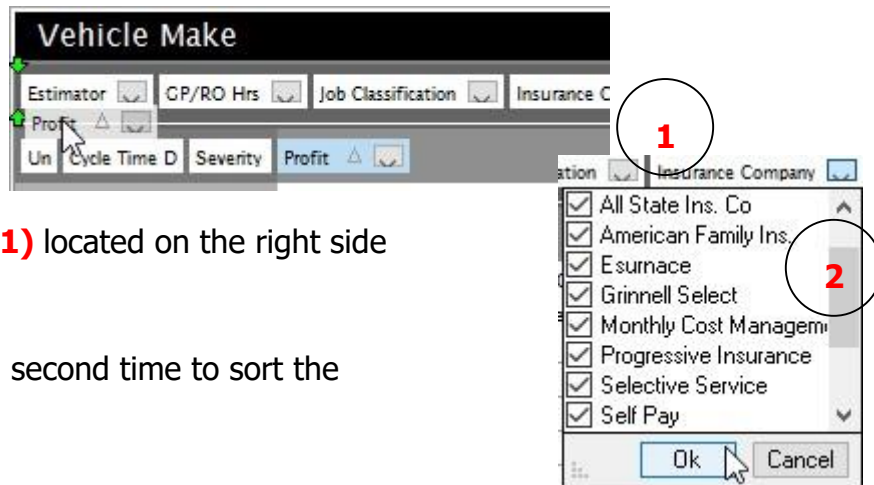 Vehicle Make
Estimator GP/RO Hrs Job Classification Insurance C
Profit
Un Cycle Time D Severity Profit
1
ation Insurance Company
All State Ins. Co
American Family Ins.
Esurnace
2
Grinnell Select
Monthly Cost Managem
Progressive Insurance
Selective Service
Self Pay
Ok Cancel
1) located on the right side
second time to sort the